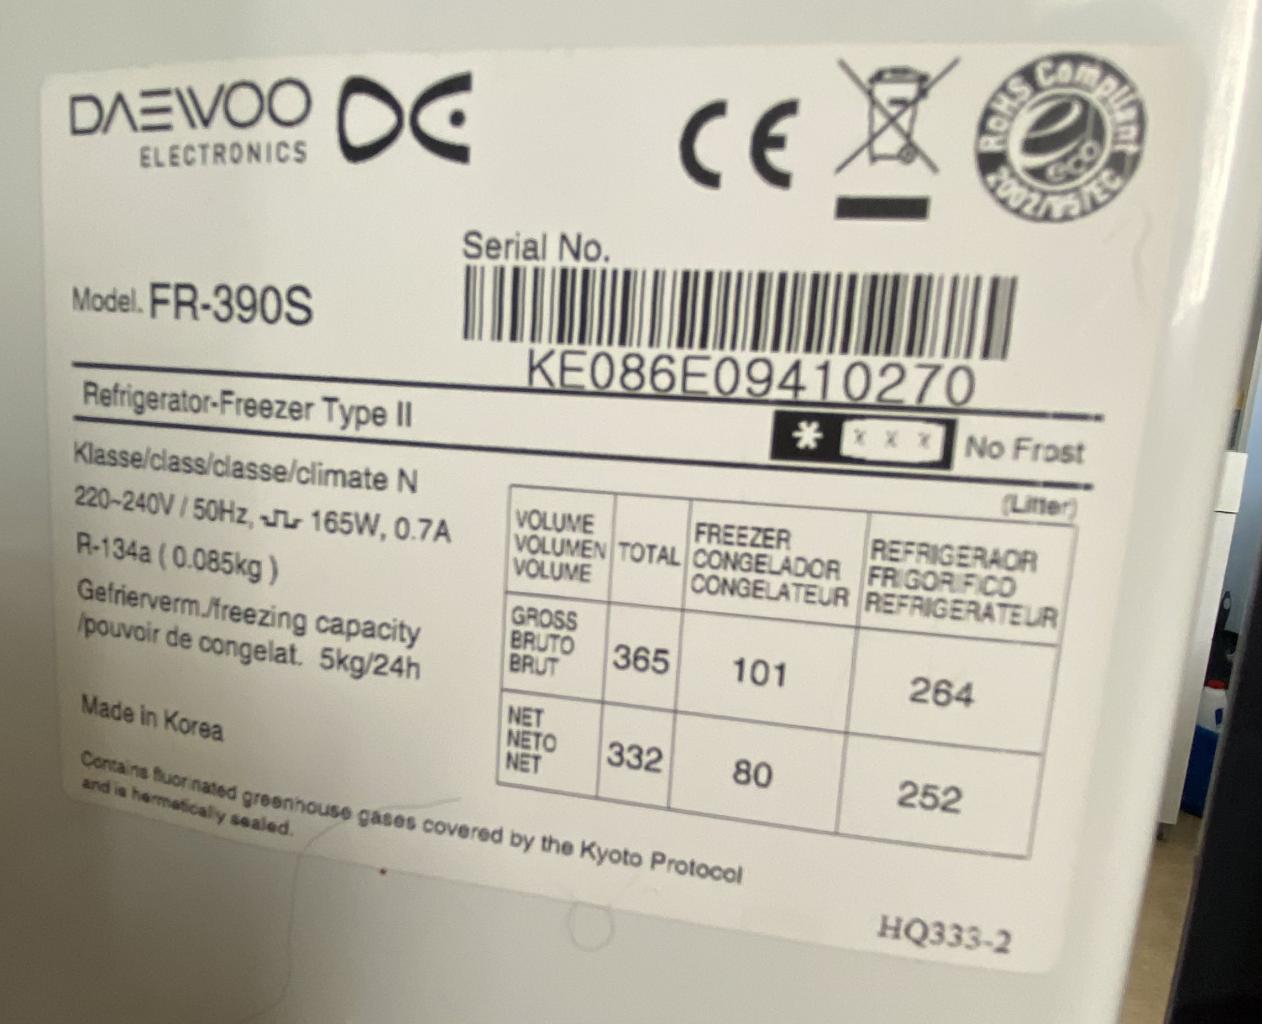 DAEWOO
ELECTRONICS
CE
RoHS Compliant
eco
2002/95/EC
Serial No.
Model. FR-390S
KE086E09410270
Refrigerator-Freezer Type II
No Frost
Klasse/class/classe/climate N
220~240V / 50Hz, 165W, 0.7A
R-134a ( 0.085kg )
Gefrierverm./freezing capacity
/pouvoir de congelat. 5kg/24h
Made in Korea
(Litter)
VOLUME
VOLUMEN
VOLUME
TOTAL
FREEZER
CONGELADOR
CONGELATEUR
REFRIGERAOR
FRIGORIFICO
REFRIGERATEUR
GROSS
BRUTO
BRUT
365
101
264
NET
NETO
NET
332
80
252
Contains fluorinated greenhouse gases covered by the Kyoto Protocol
and is hermetically sealed.
HQ333-2